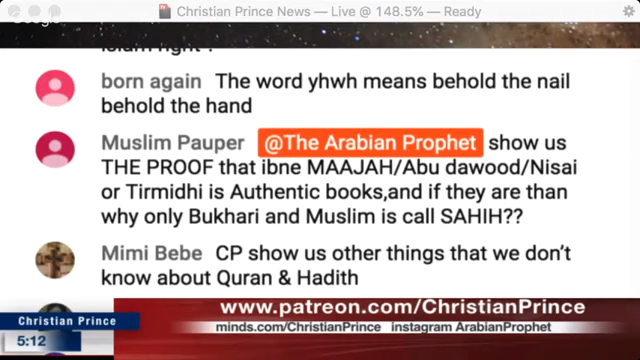 Christian Prince News — Live @ 148.5% — Ready
Google
Islam right ?
born again The word yhwh means behold the nail
behold the hand
Muslim Pauper @The Arabian Prophet show us
THE PROOF that ibne MAAJAH/Abu dawood/Nisai
or Tirmidhi is Authentic books,and if they are than
why only Bukhari and Muslim is call SAHIH??
Mimi Bebe CP show us other things that we don't
know about Quran & Hadith
www.patreon.com/ChristianPrince
Christian Prince
minds.com/ChristianPrince instagram ArabianProphet
5:12